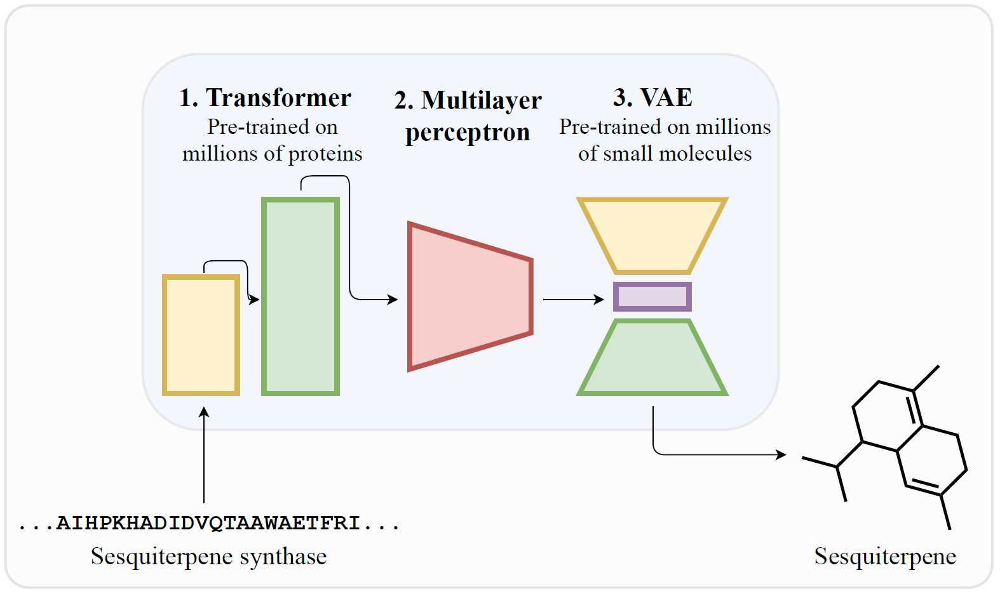 1. Transformer
Pre-trained on
millions of proteins
2. Multilayer
perceptron
3. VAE
Pre-trained on millions
of small molecules
...AIHPKHADIDVQTAAWAETFRI...
Sesquiterpene synthase
Sesquiterpene